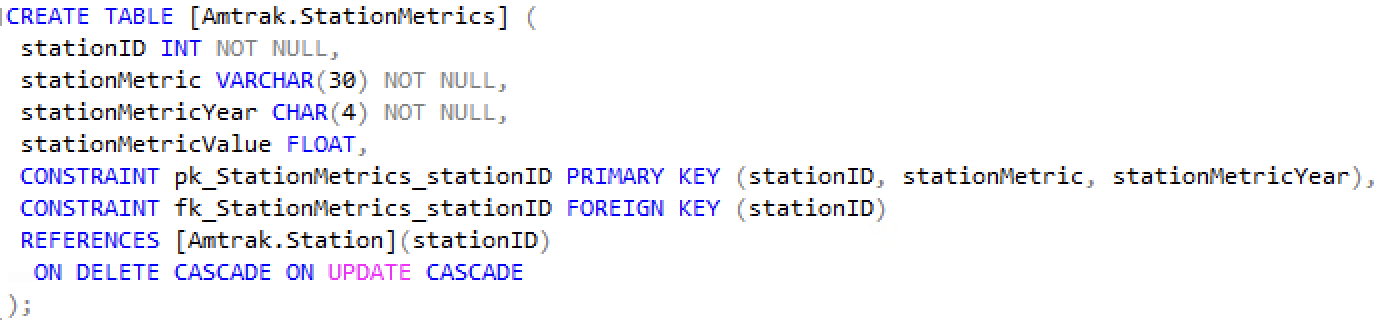 CREATE TABLE [Amtrak.StationMetrics] (
stationID INT NOT NULL,
stationMetric VARCHAR(30) NOT NULL,
stationMetricYear CHAR(4) NOT NULL,
stationMetricValue FLOAT,
CONSTRAINT pk_StationMetrics_stationID PRIMARY KEY (stationID, stationMetric, stationMetricYear),
CONSTRAINT fk_StationMetrics_stationID FOREIGN KEY (stationID)
REFERENCES [Amtrak.Station](stationID)
ON DELETE CASCADE ON UPDATE CASCADE
);